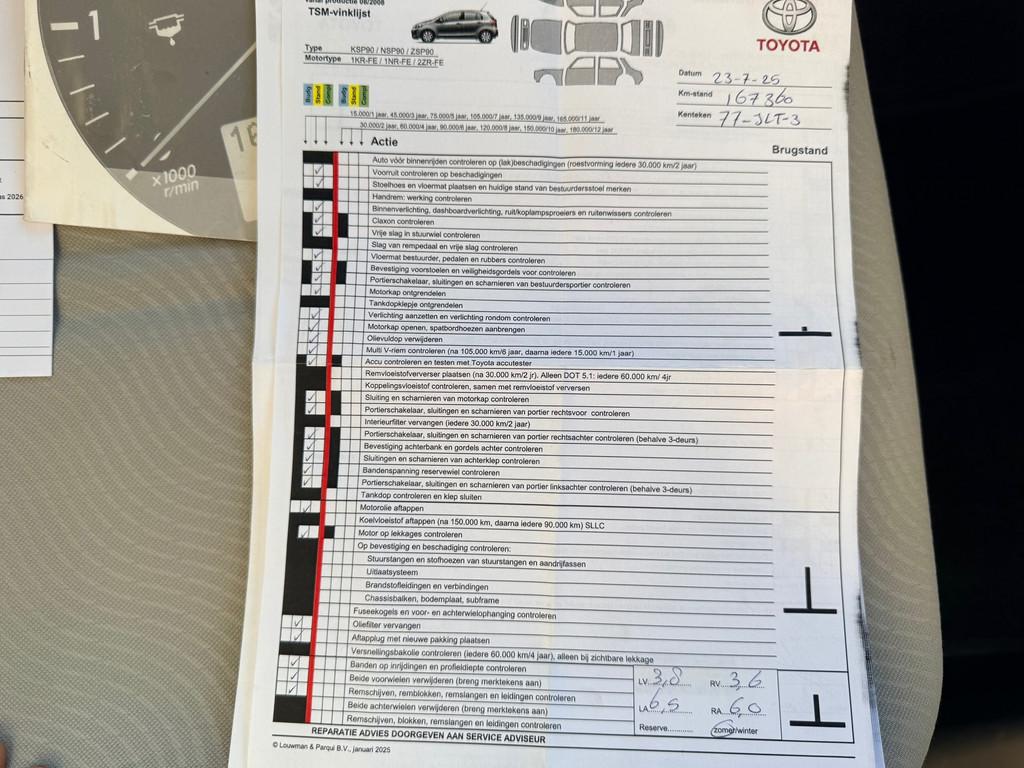 vanaf productie 08/2008
TSM-vinklijst
TOYOTA
Type KSP90 / NSP90 / ZSP90
Motortype 1KR-FE / 1NR-FE / 2ZR-FE
Datum 23-7-25
Km-stand 167360
Kenteken 77-JLT-3
Body Stand Compl Body Stand Compl
15.000/1 jaar, 45.000/3 jaar, 75.000/5 jaar, 105.000/7 jaar, 135.000/9 jaar, 165.000/11 jaar
30.000/2 jaar, 60.000/4 jaar, 90.000/6 jaar, 120.000/8 jaar, 150.000/10 jaar, 180.000/12 jaar
Actie
Brugstand
Auto vóór binnenrijden controleren op (lak)beschadigingen (roestvorming iedere 30.000 km/2 jaar)
Voorruit controleren op beschadigingen
Stoelhoes en vloermat plaatsen en huidige stand van bestuurdersstoel merken
Handrem: werking controleren
Binnenverlichting, dashboardverlichting, ruit/koplampsproeiers en ruitenwissers controleren
Claxon controleren
Vrije slag in stuurwiel controleren
Slag van rempedaal en vrije slag controleren
Vloermat bestuurder, pedalen en rubbers controleren
Bevestiging voorstoelen en veiligheidsgordels voor controleren
Portierschakelaar, sluitingen en scharnieren van bestuurdersportier controleren
Motorkap ontgrendelen
Tankdopklepje ontgrendelen
Verlichting aanzetten en verlichting rondom controleren
Motorkap openen, spatbordhoezen aanbrengen
Olievuldop verwijderen
Multi V-riem controleren (na 105.000 km/6 jaar, daarna iedere 15.000 km/1 jaar)
Accu controleren en testen met Toyota accutester
Remvloeistofververser plaatsen (na 30.000 km/2 jr). Alleen DOT 5.1: iedere 60.000 km/ 4jr
Koppelingsvloeistof controleren, samen met remvloeistof verversen
Sluiting en scharnieren van motorkap controleren
Portierschakelaar, sluitingen en scharnieren van portier rechtsvoor controleren
Interieurfilter vervangen (iedere 30.000 km/2 jaar)
Portierschakelaar, sluitingen en scharnieren van portier rechtsachter controleren (behalve 3-deurs)
Bevestiging achterbank en gordels achter controleren
Sluitingen en scharnieren van achterklep controleren
Bandenspanning reservewiel controleren
Portierschakelaar, sluitingen en scharnieren van portier linksachter controleren (behalve 3-deurs)
Tankdop controleren en klep sluiten
Motorolie aftappen
Koelvloeistof aftappen (na 150.000 km, daarna iedere 90.000 km) SLLC
Motor op lekkages controleren
Op bevestiging en beschadiging controleren:
Stuurstangen en stofhoezen van stuurstangen en aandrijfassen
Uitlaatsysteem
Brandstofleidingen en verbindingen
Chassisbalken, bodemplaat, subframe
Fuseekogels en voor- en achterwielophanging controleren
Oliefilter vervangen
Aftapplug met nieuwe pakking plaatsen
Versnellingsbakolie controleren (iedere 60.000 km/4 jaar), alleen bij zichtbare lekkage
Banden op inrijdingen en profieldiepte controleren
Beide voorwielen verwijderen (breng merktekens aan)
Remschijven, remblokken, remslangen en leidingen controleren
Beide achterwielen verwijderen (breng merktekens aan)
Remschijven, blokken, remslangen en leidingen controleren
LV 3,8 RV 3,6
LA 6,5 RA 6,0
Reserve zomer/winter
REPARATIE ADVIES DOORGEVEN AAN SERVICE ADVISEUR
© Louwman & Parqui B.V., januari 2025
1
x1000
r/min
16
2026